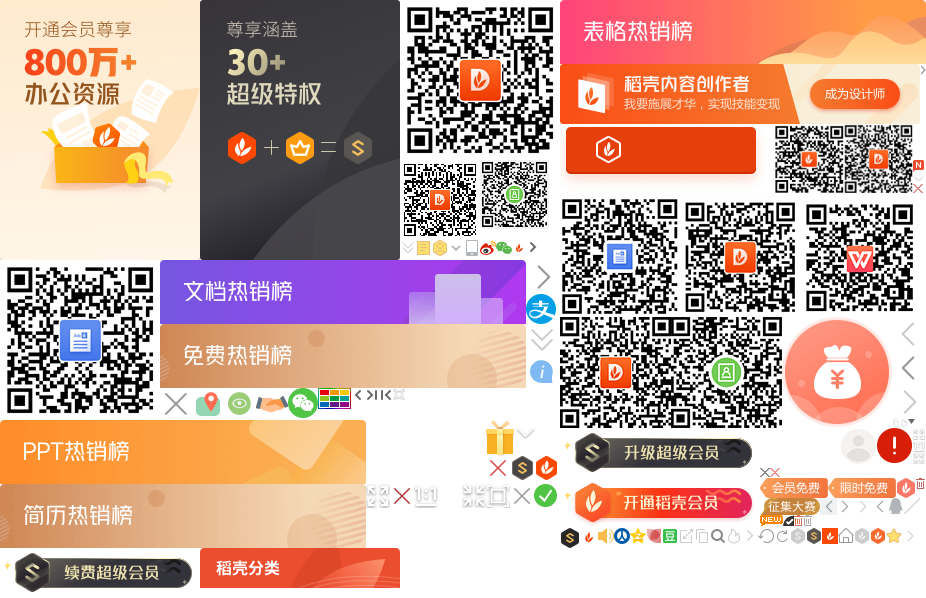 开通会员尊享
800万+
办公资源
尊享涵盖
30+
超级特权
表格热销榜
稻壳内容创作者
我要施展才华，实现技能变现
成为设计师
文档热销榜
免费热销榜
PPT热销榜
简历热销榜
1:1
续费超级会员
稻壳分类
升级超级会员
开通稻壳会员
会员免费
限时免费
征集大赛
NEW